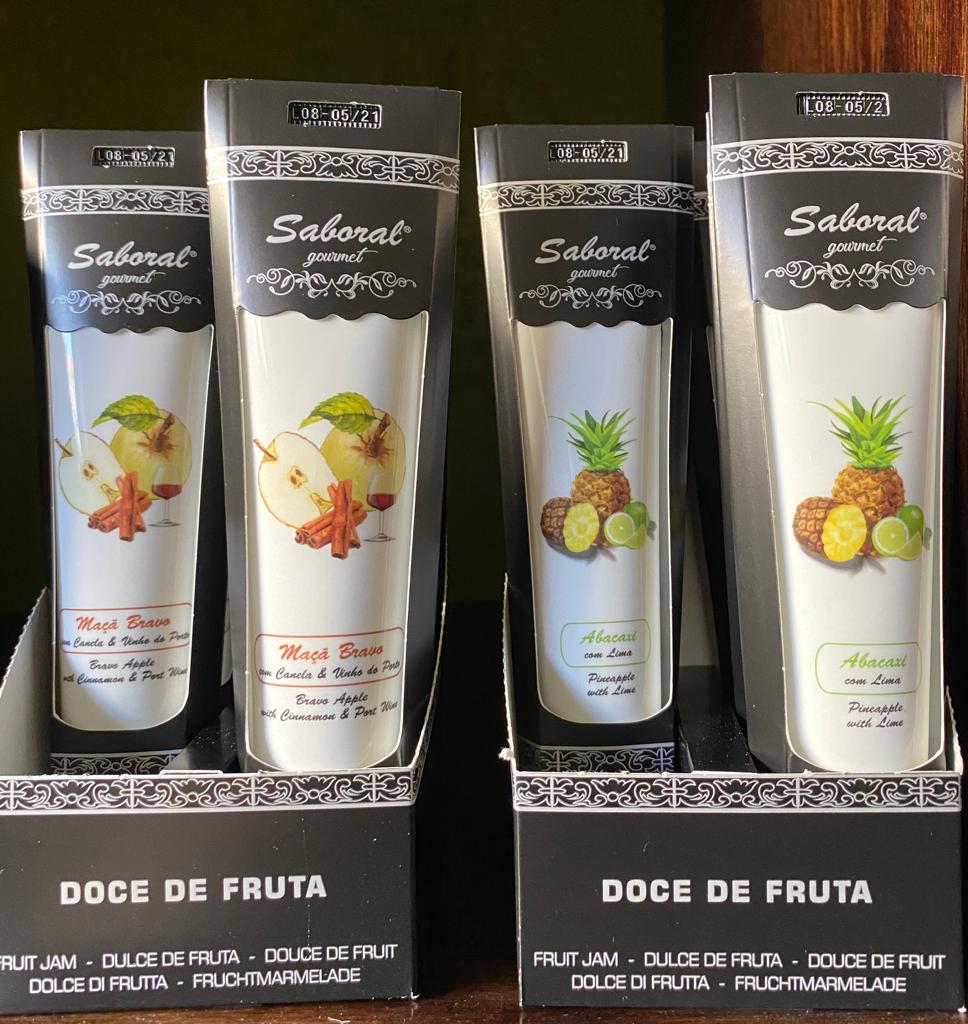 L08-05/21
Saboral®
gourmet
Maçã Bravo
com Canela & Vinho do Porto
Bravo Apple
with Cinnamon & Port Wine
L08-05/21
Saboral®
gourmet
Maçã Bravo
com Canela & Vinho do Porto
Bravo Apple
with Cinnamon & Port Wine
L08-05/21
Saboral®
gourmet
Abacaxi
com Lima
Pineapple
with Lime
L08-05/2
Saboral®
gourmet
Abacaxi
com Lima
Pineapple
with Lime
DOCE DE FRUTA
FRUIT JAM - DULCE DE FRUTA - DOUCE DE FRUIT
DOLCE DI FRUTTA - FRUCHTMARMELADE
DOCE DE FRUTA
FRUIT JAM - DULCE DE FRUTA - DOUCE DE FRUIT
DOLCE DI FRUTTA - FRUCHTMARMELADE